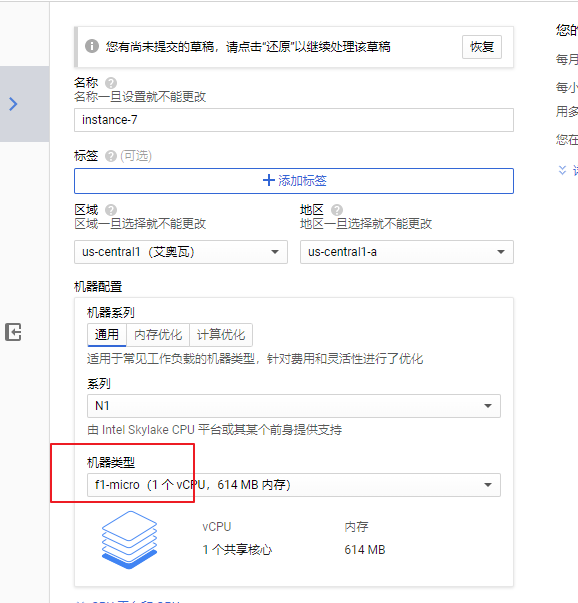 您有尚未提交的草稿，请点击“还原”以继续处理该草稿
恢复
您的
每月
每小
用多
您在
名称
名称一旦设置就不能更改
instance-7
标签 (可选)
添加标签
区域
区域一旦选择就不能更改
us-central1（艾奥瓦）
地区
地区一旦选择就不能更改
us-central1-a
机器配置
机器系列
通用 内存优化 计算优化
适用于常见工作负载的机器类型，针对费用和灵活性进行了优化
系列
N1
由 Intel Skylake CPU 平台或其某个前身提供支持
机器类型
f1-micro（1 个 vCPU，614 MB 内存）
vCPU 内存
1 个共享核心 614 MB